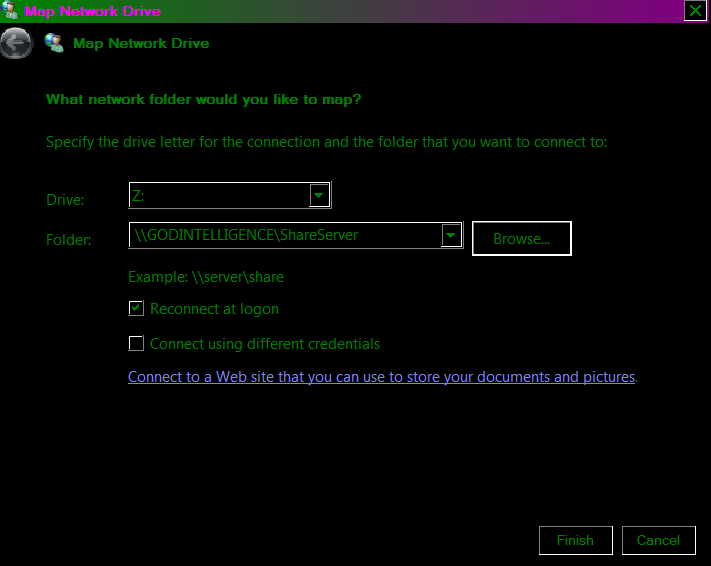 Map Network Drive
Map Network Drive
What network folder would you like to map?
Specify the drive letter for the connection and the folder that you want to connect to:
Drive: Z:
Folder: \\GODINTELLIGENCE\ShareServer Browse...
Example: \\server\share
Reconnect at logon
Connect using different credentials
Connect to a Web site that you can use to store your documents and pictures.
Finish Cancel